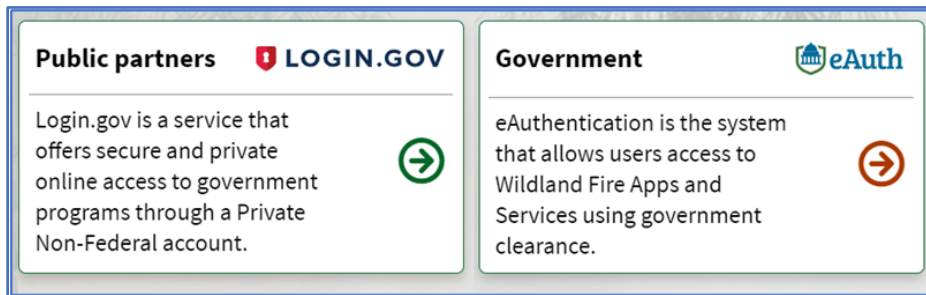 Public partners LOGIN.GOV
Login.gov is a service that
offers secure and private
online access to government
programs through a Private
Non-Federal account.
Government eAuth
eAuthentication is the system
that allows users access to
Wildland Fire Apps and
Services using government
clearance.